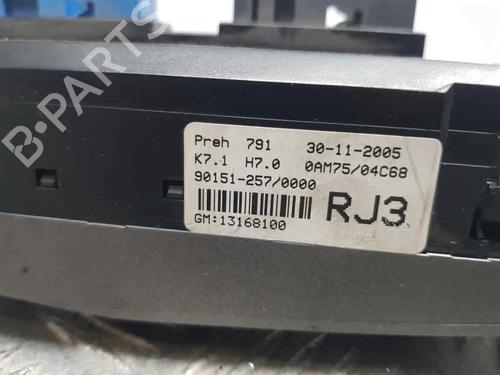 Preh 791 30-11-2005
K7.1 H7.0 0AM75/04C68
90151-257/0000
RJ3
GM:13168100
B-PARTS